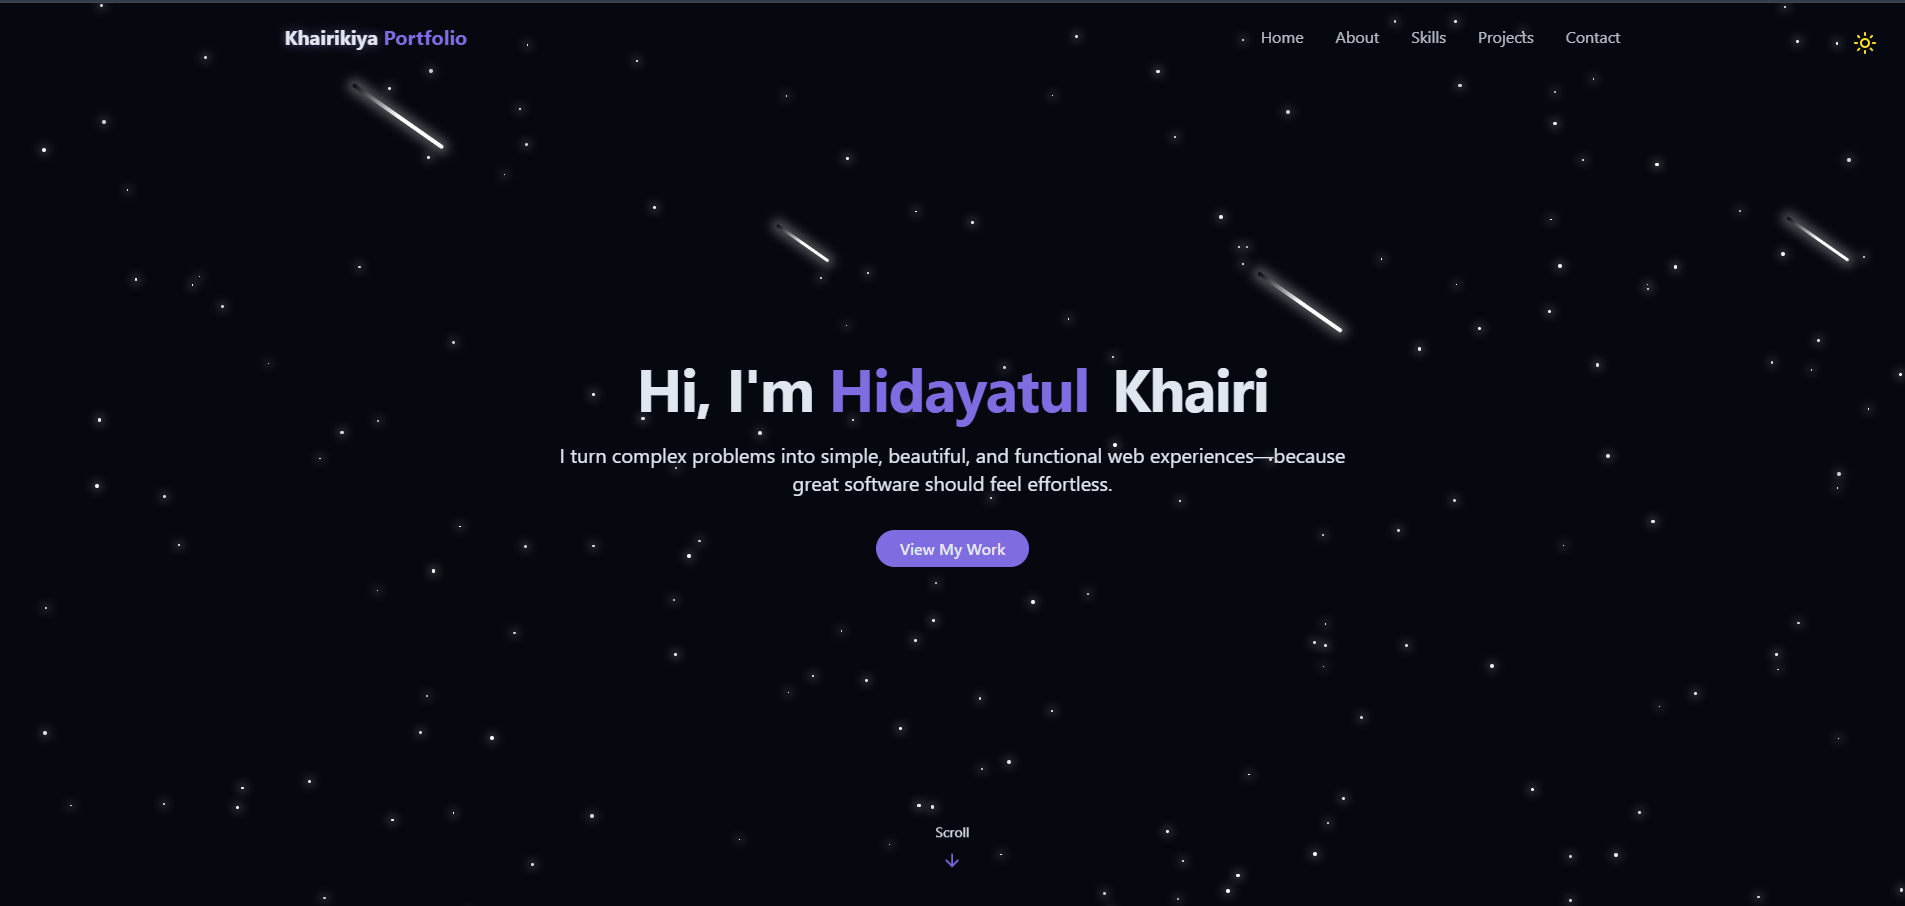 Khairikiya Portfolio
Home About Skills Projects Contact
Hi, I'm Hidayatul Khairi
I turn complex problems into simple, beautiful, and functional web experiences—because
great software should feel effortless.
View My Work
Scroll